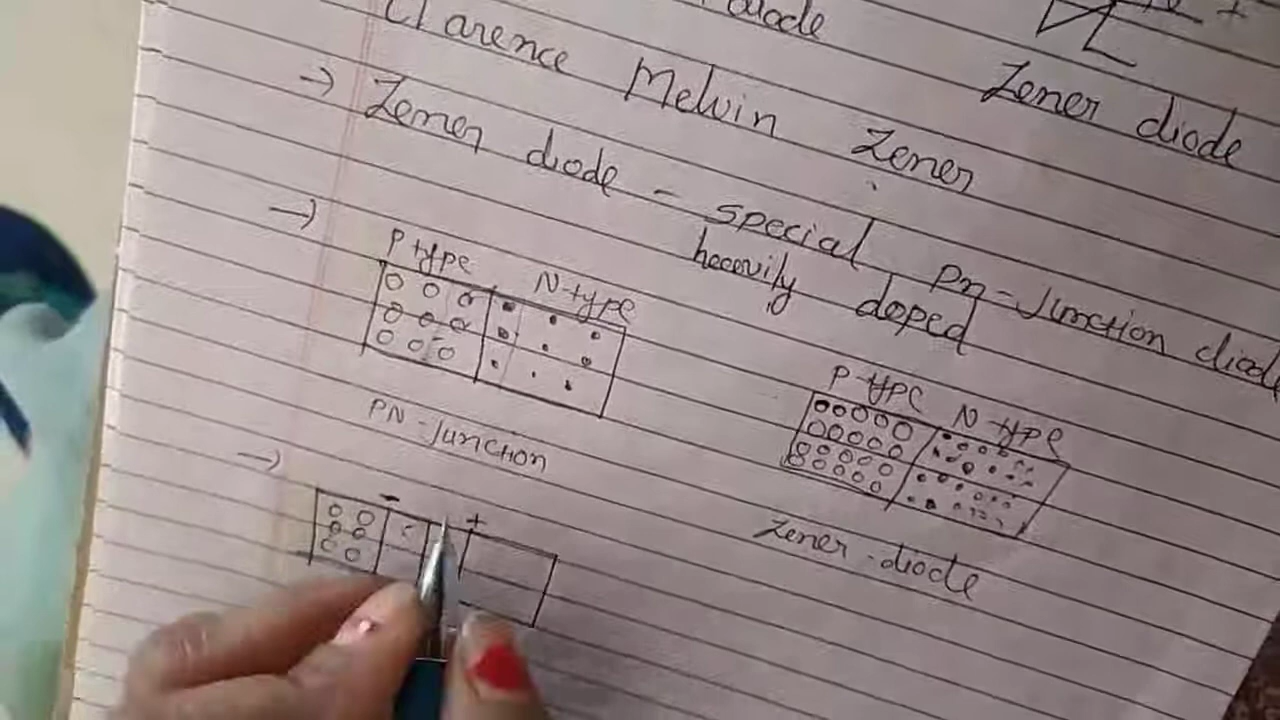 diode
Zener diode
Clarence Melvin Zener
→ Zener diode - special pn-junction diode
heavily doped
→
P type N-type
PN-junction
P-type N-type
Zener-diode
→
- +